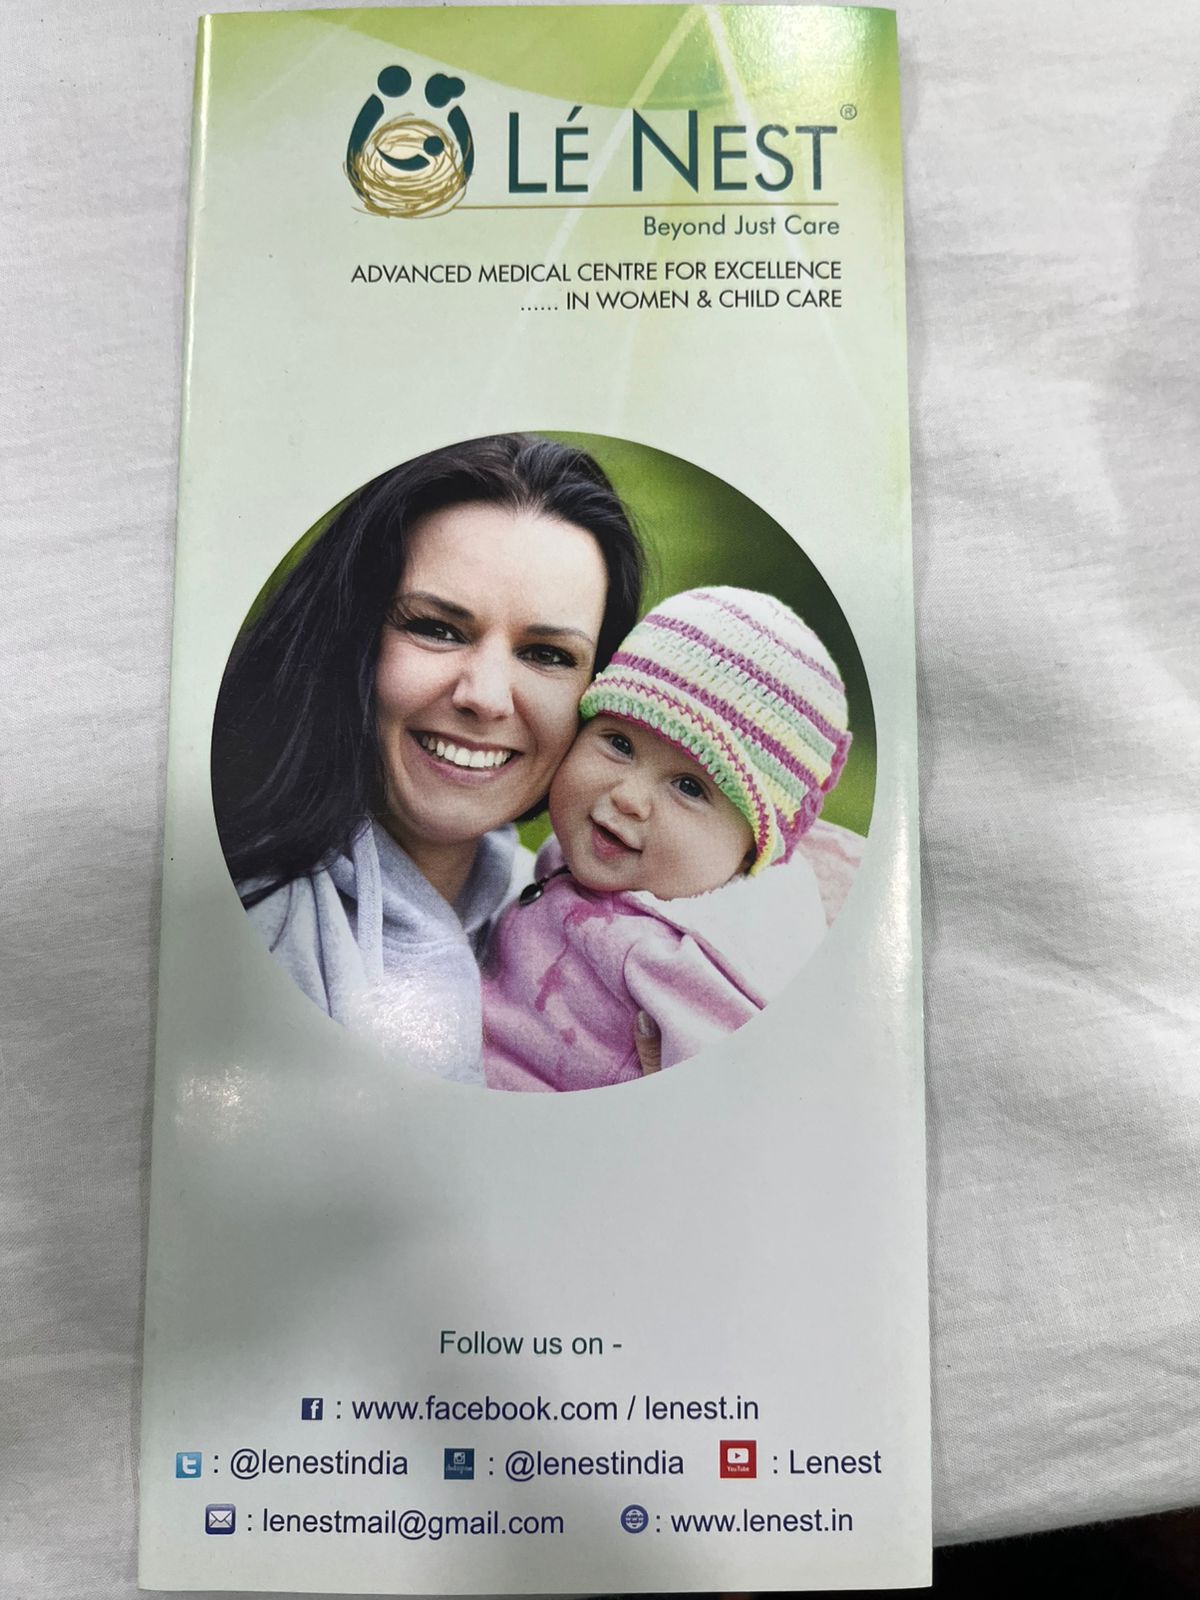 LÉ NEST®
Beyond Just Care
ADVANCED MEDICAL CENTRE FOR EXCELLENCE
...... IN WOMEN & CHILD CARE
Follow us on -
f : www.facebook.com / lenest.in
t : @lenestindia : @lenestindia YouTube : Lenest
: lenestmail@gmail.com : www.lenest.in